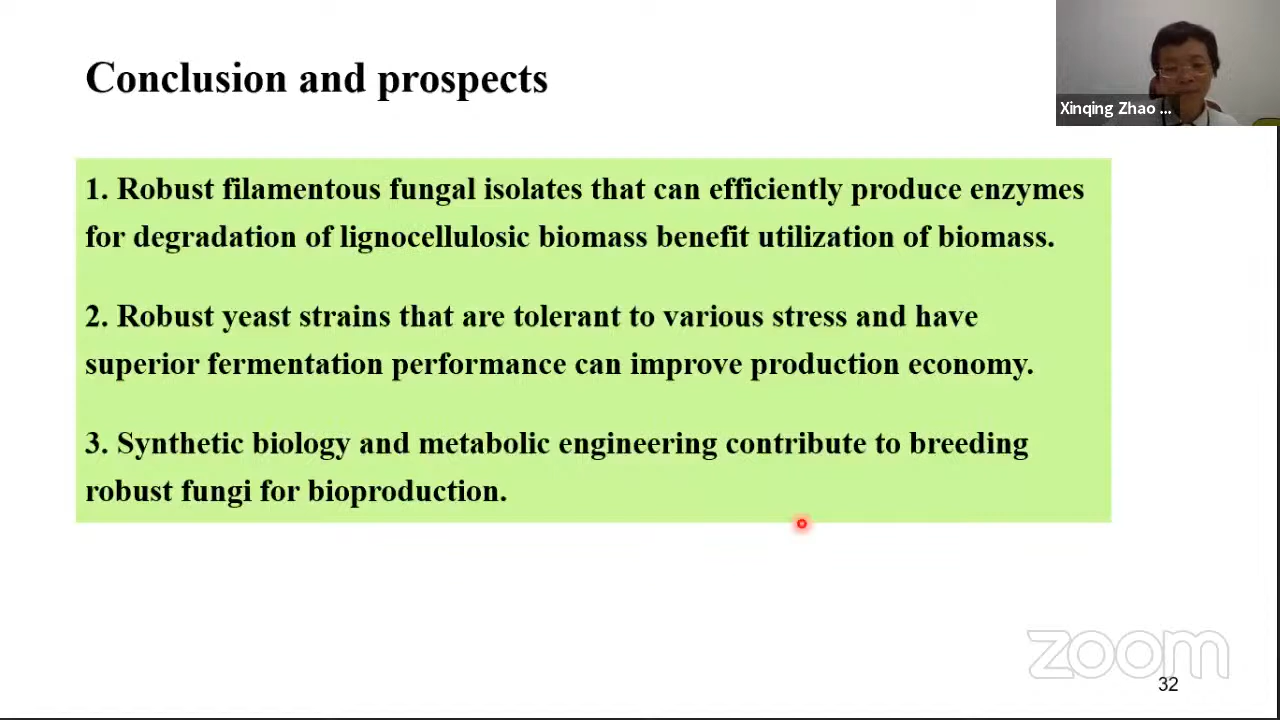 Conclusion and prospects
Xinqing Zhao ...
1. Robust filamentous fungal isolates that can efficiently produce enzymes
for degradation of lignocellulosic biomass benefit utilization of biomass.
2. Robust yeast strains that are tolerant to various stress and have
superior fermentation performance can improve production economy.
3. Synthetic biology and metabolic engineering contribute to breeding
robust fungi for bioproduction.
zoom
32